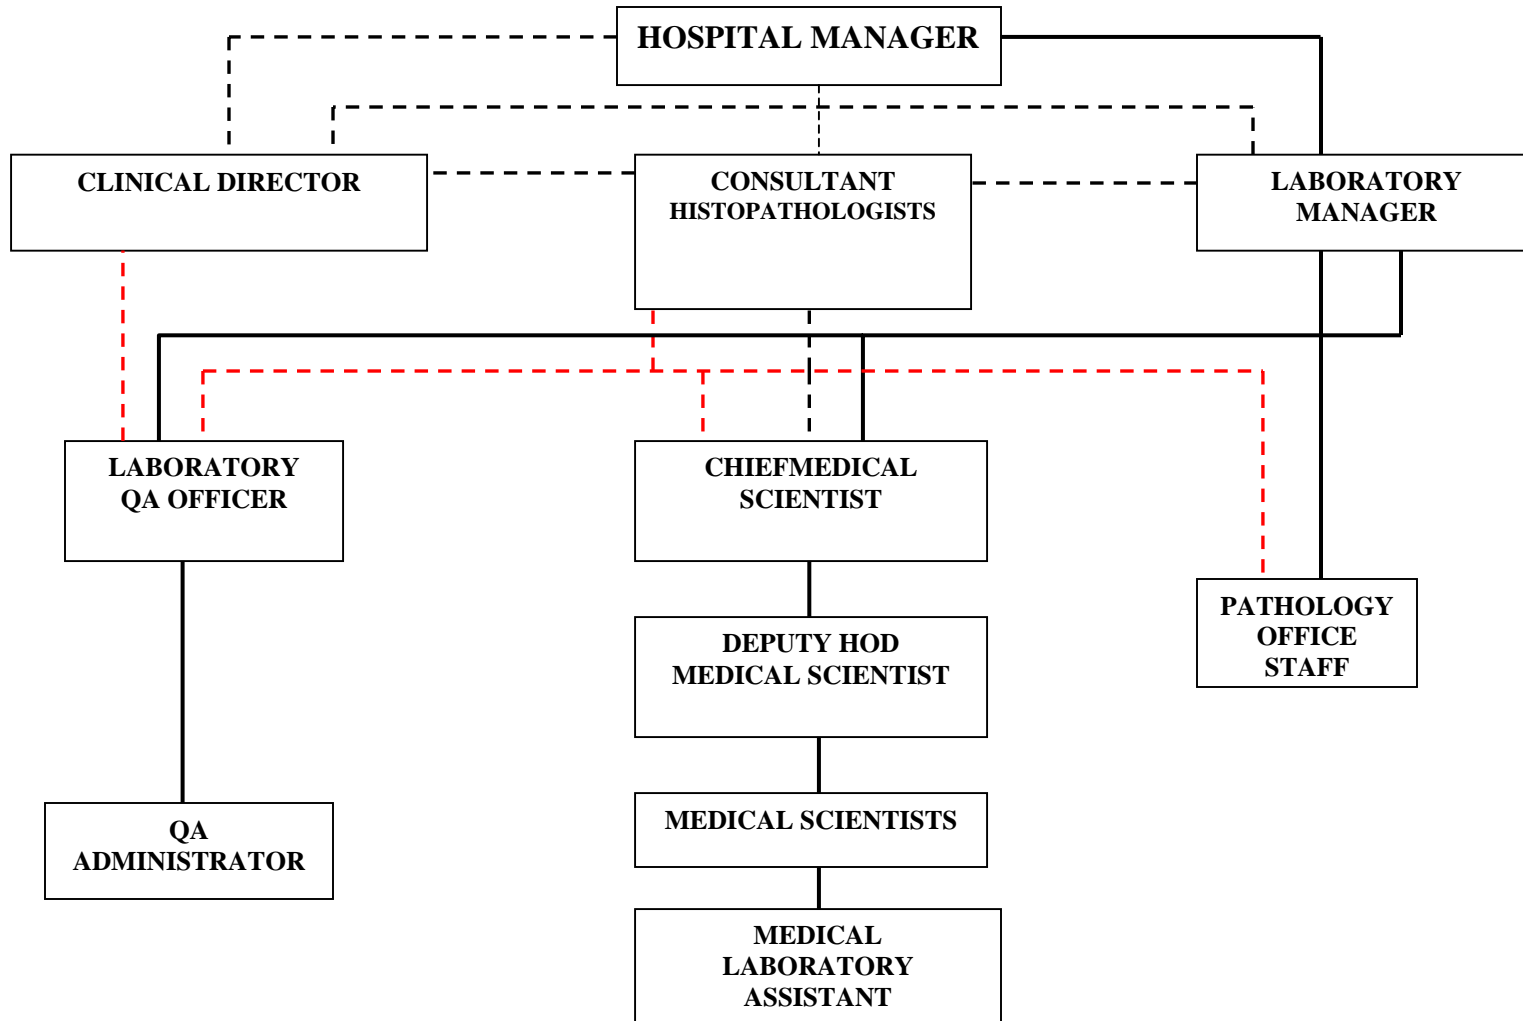 HOSPITAL MANAGER
CLINICAL DIRECTOR
CONSULTANT
HISTOPATHOLOGISTS
LABORATORY
MANAGER
LABORATORY
QA OFFICER
CHIEFMEDICAL
SCIENTIST
PATHOLOGY
OFFICE
STAFF
DEPUTY HOD
MEDICAL SCIENTIST
QA
ADMINISTRATOR
MEDICAL SCIENTISTS
MEDICAL
LABORATORY
ASSISTANT